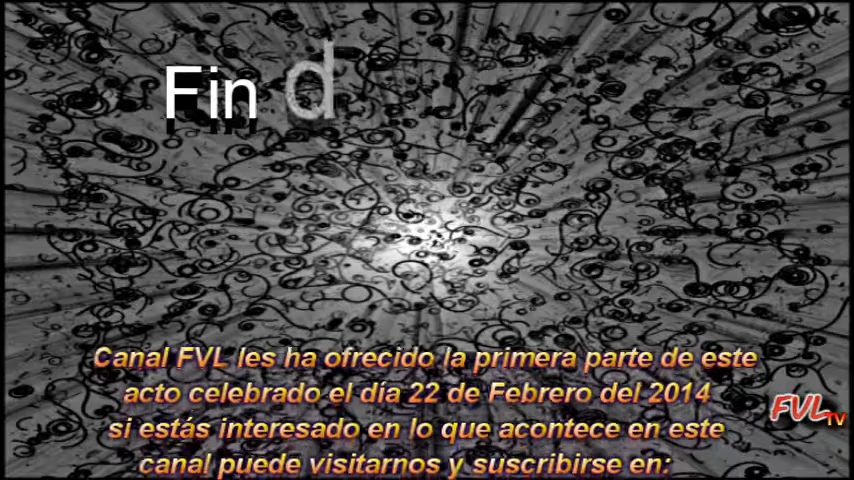 Fin d
Canal FVL les ha ofrecido la primera parte de este
acto celebrado el día 22 de Febrero del 2014
si estás interesado en lo que acontece en este
canal puede visitarnos y suscribirse en:
FVL TV